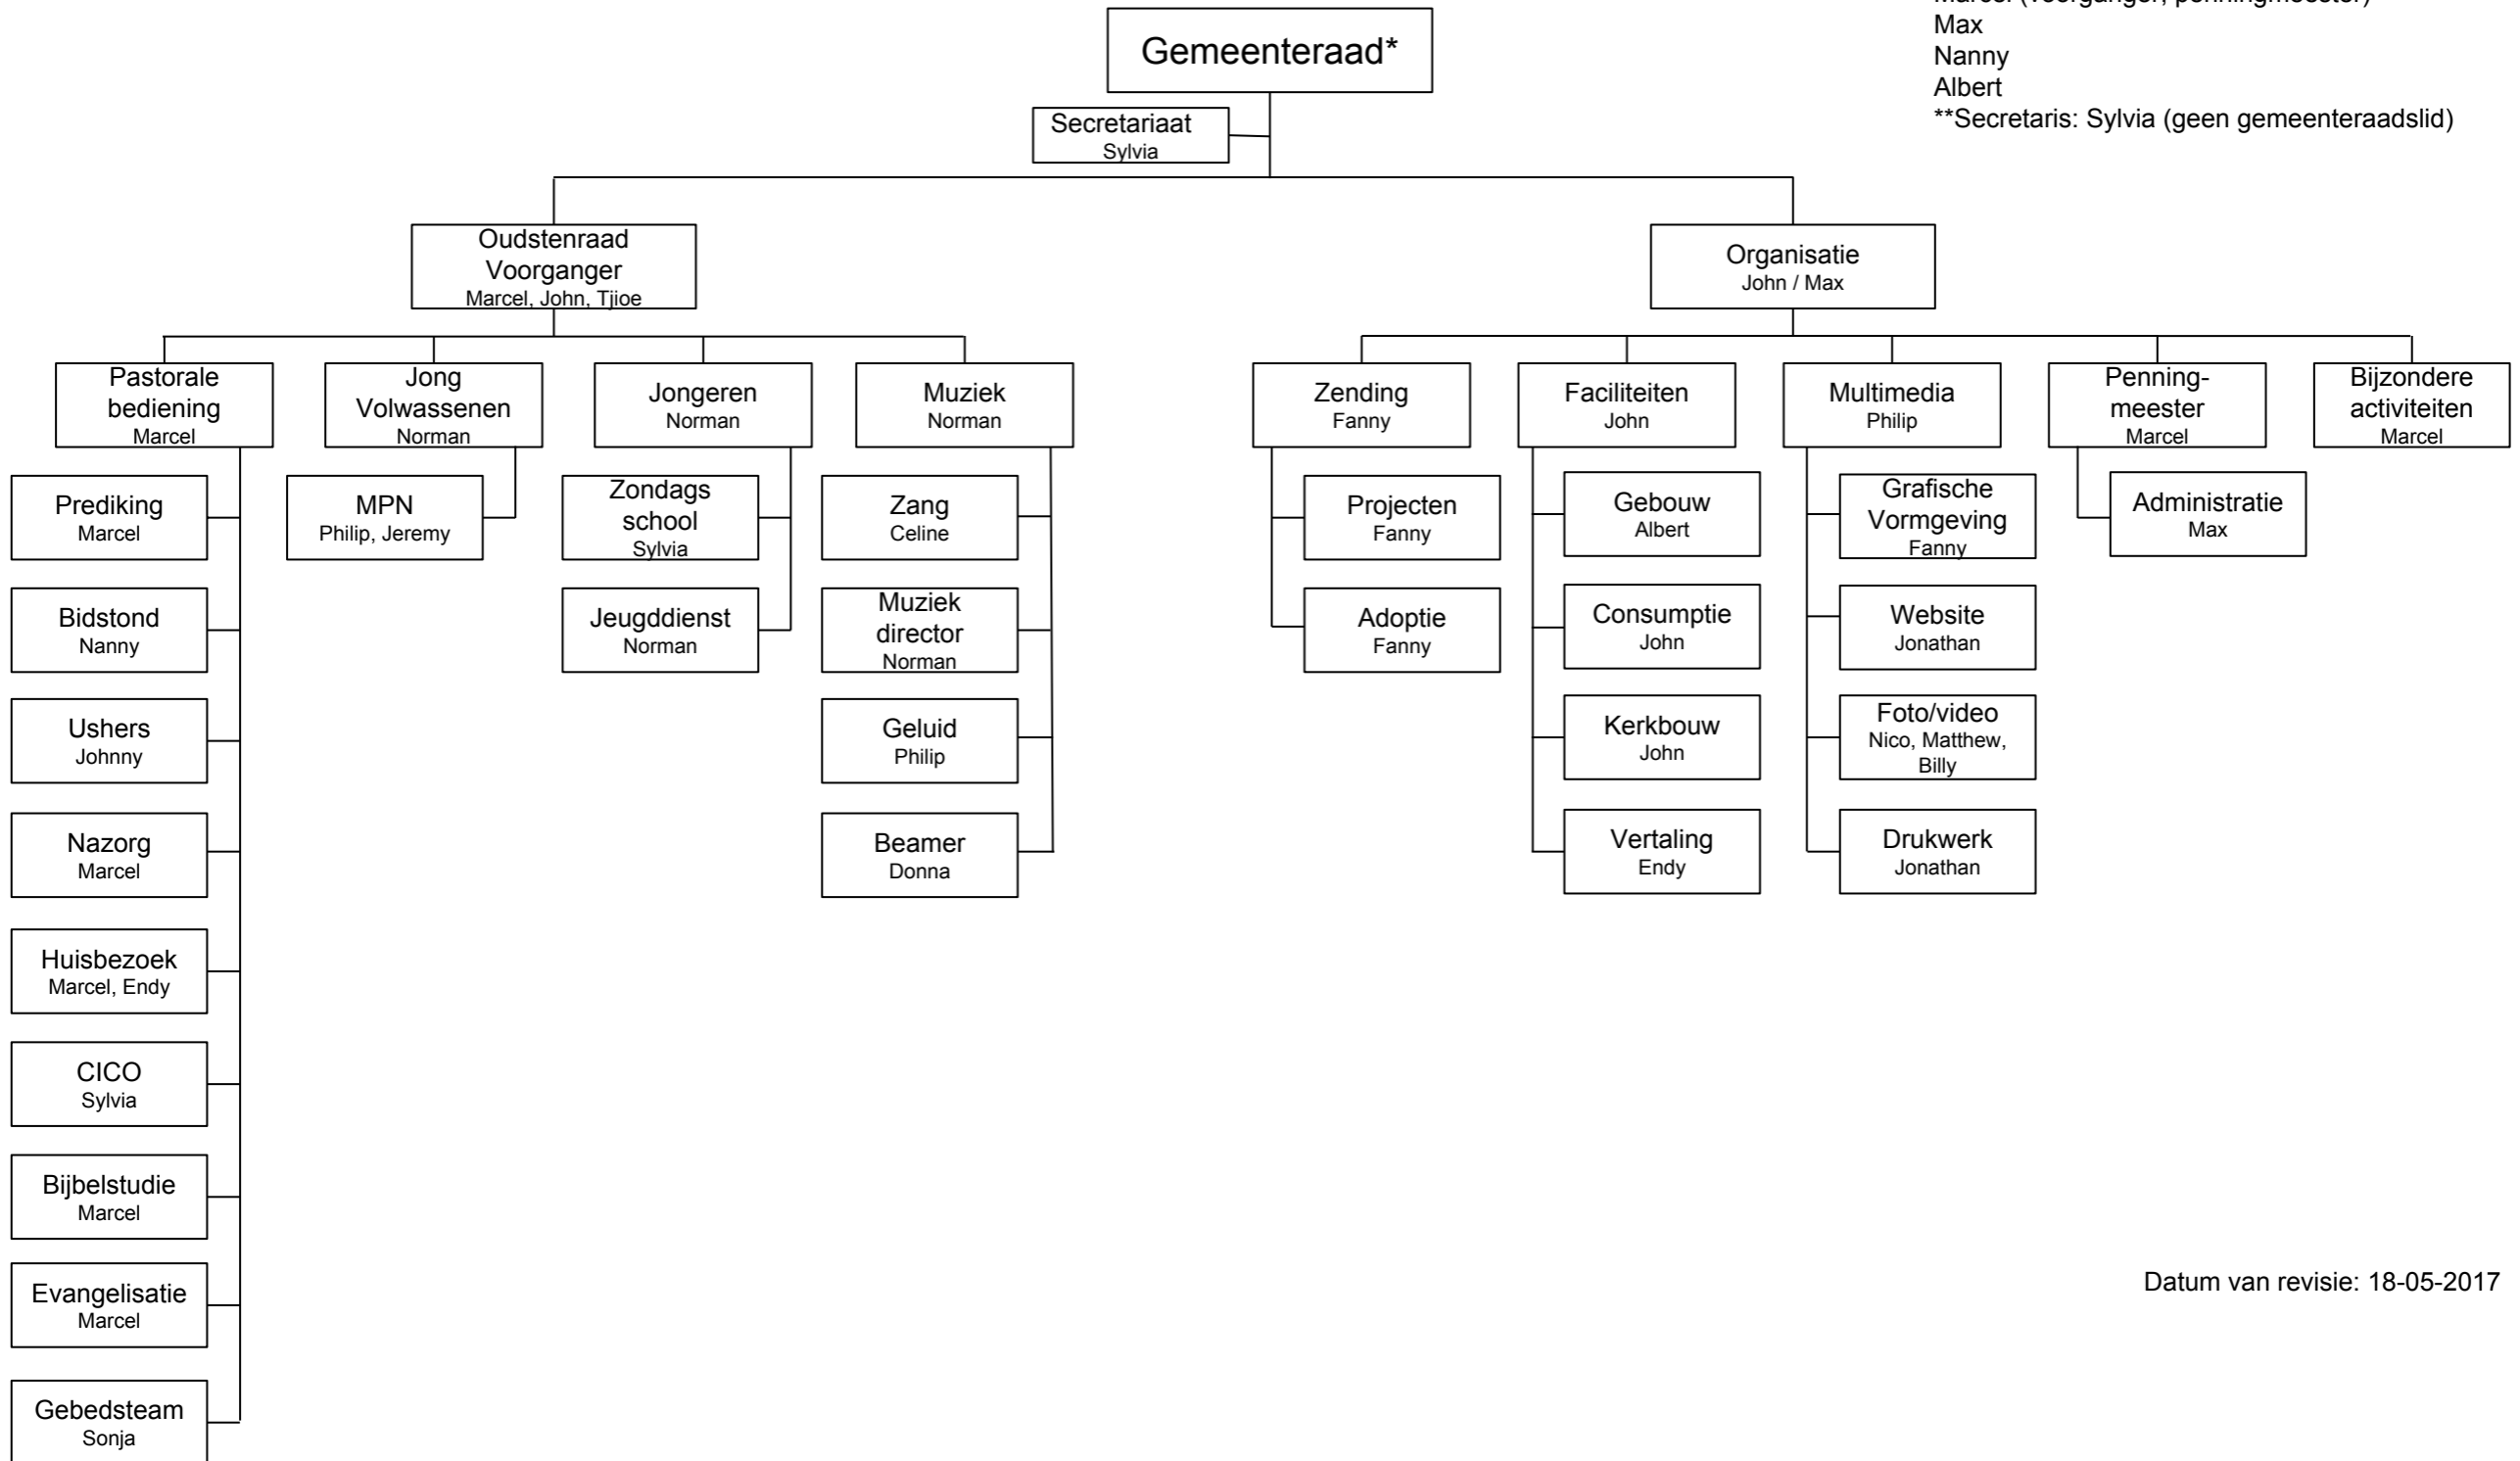 Marcel (voorganger, penningmeester)
Max
Nanny
Albert
**Secretaris: Sylvia (geen gemeenteraadslid)
Gemeenteraad*
Secretariaat
Sylvia
Oudstenraad
Voorganger
Marcel, John, Tjioe
Organisatie
John / Max
Pastorale
bediening
Marcel
Jong
Volwassenen
Norman
Jongeren
Norman
Muziek
Norman
Zending
Fanny
Faciliteiten
John
Multimedia
Philip
Penning-
meester
Marcel
Bijzondere
activiteiten
Marcel
Prediking
Marcel
Bidstond
Nanny
Ushers
Johnny
Nazorg
Marcel
Huisbezoek
Marcel, Endy
CICO
Sylvia
Bijbelstudie
Marcel
Evangelisatie
Marcel
Gebedsteam
Sonja
MPN
Philip, Jeremy
Zondags
school
Sylvia
Jeugddienst
Norman
Zang
Celine
Muziek
director
Norman
Geluid
Philip
Beamer
Donna
Projecten
Fanny
Adoptie
Fanny
Gebouw
Albert
Consumptie
John
Kerkbouw
John
Vertaling
Endy
Grafische
Vormgeving
Fanny
Website
Jonathan
Foto/video
Nico, Matthew,
Billy
Drukwerk
Jonathan
Administratie
Max
Datum van revisie: 18-05-2017